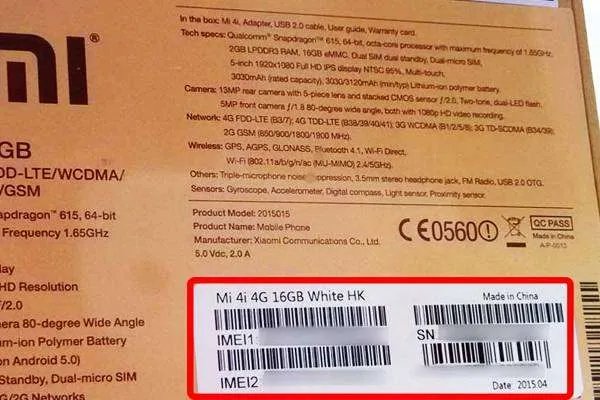 In the box: Mi 4i, Adapter, USB 2.0 cable, User guide, Warranty card.
Tech specs: Qualcomm® Snapdragon™ 615, 64-bit, octa-core processor with maximum frequency of 1.65GHz,
2GB LPDDR3 RAM, 16GB eMMC, Dual SIM dual standby, Dual-micro SIM,
5-inch 1920x1080 Full HD IPS display NTSC 95%, Multi-touch,
3030mAh (rated capacity), 3030/3120mAh (min/typ) Lithium-ion polymer battery.
Camera: 13MP rear camera with 5-piece lens and stacked CMOS sensor ƒ/2.0, Two-tone, dual-LED flash,
5MP front camera ƒ/1.8 80-degree wide angle, both with 1080p HD video recording.
Network: 4G FDD-LTE (B3/7); 4G TDD-LTE (B38/39/40/41); 3G WCDMA (B1/2/5/8); 3G TD-SCDMA (B34/39);
2G GSM (850/900/1800/1900 MHz).
Wireless: GPS, AGPS, GLONASS, Bluetooth 4.1, Wi-Fi Direct,
Wi-Fi (802.11a/b/g/n/ac (MU-MIMO) 2.4/5GHz).
Others: Triple-microphone noise suppression, 3.5mm stereo headphone jack, FM Radio, USB 2.0 OTG.
Sensors: Gyroscope, Accelerometer, Digital compass, Light sensor, Proximity sensor.
Product Model: 2015015
Product Name: Mobile Phone
Manufacturer: Xiaomi Communications Co., Ltd.
5.0 Vdc, 2.0 A
CE0560
QC PASS
Made in China
A-P-0013
MI®
GB
DD-LTE/WCDMA/
/GSM
apdragon™ 615, 64-bit
Frequency 1.65GHz
lay
HD Resolution
/2.0
era 80-degree Wide Angle
um-ion Polymer Battery
on Android 5.0)
Standby, Dual-micro SIM
/2G Networks
Mi 4i 4G 16GB White HK
Made in China
IMEI1
SN
IMEI2
Date: 2015.04